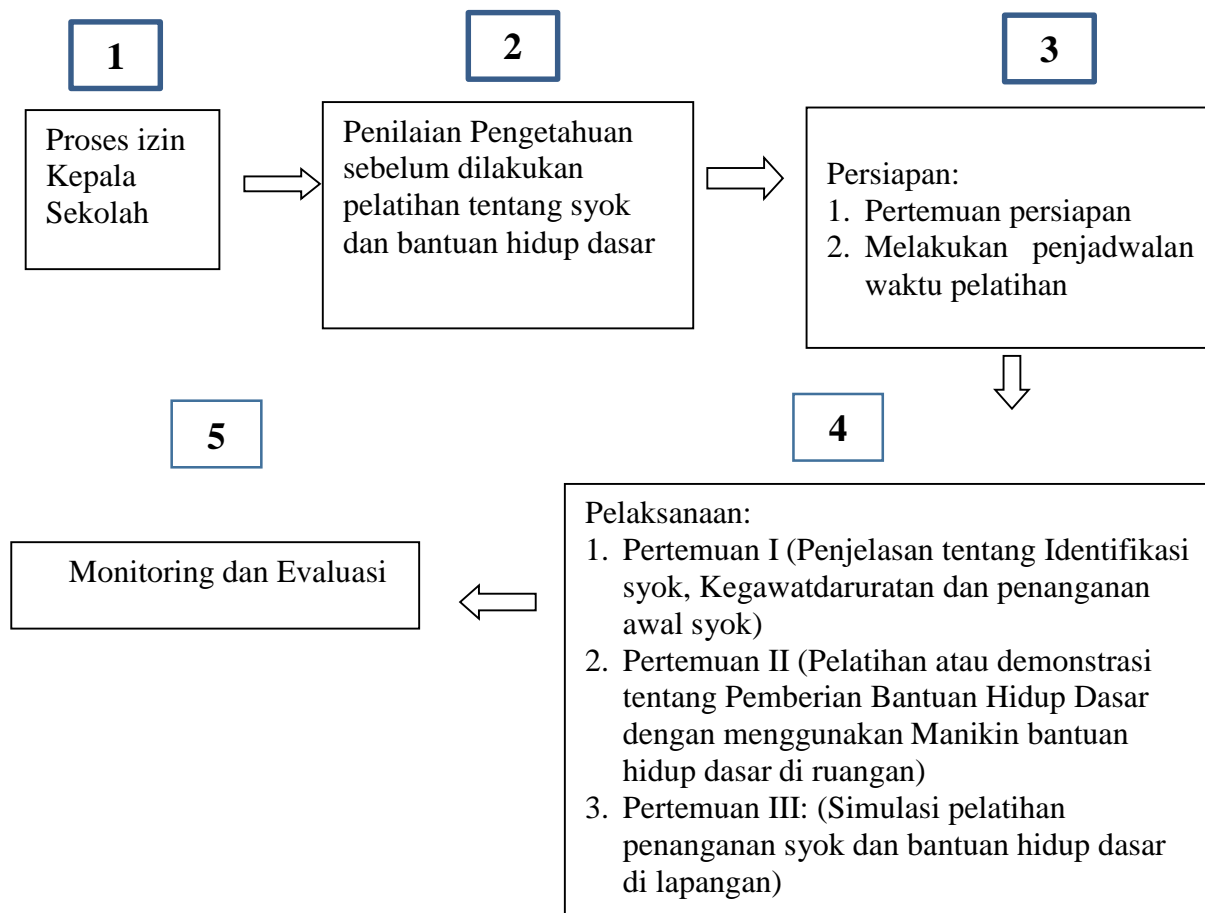 1
Proses izin
Kepala
Sekolah
2
Penilaian Pengetahuan
sebelum dilakukan
pelatihan tentang syok
dan bantuan hidup dasar
3
Persiapan:
1. Pertemuan persiapan
2. Melakukan penjadwalan
waktu pelatihan
4
Pelaksanaan:
1. Pertemuan I (Penjelasan tentang Identifikasi
syok, Kegawatdaruratan dan penanganan
awal syok)
2. Pertemuan II (Pelatihan atau demonstrasi
tentang Pemberian Bantuan Hidup Dasar
dengan menggunakan Manikin bantuan
hidup dasar di ruangan)
3. Pertemuan III: (Simulasi pelatihan
penanganan syok dan bantuan hidup dasar
di lapangan)
5
Monitoring dan Evaluasi